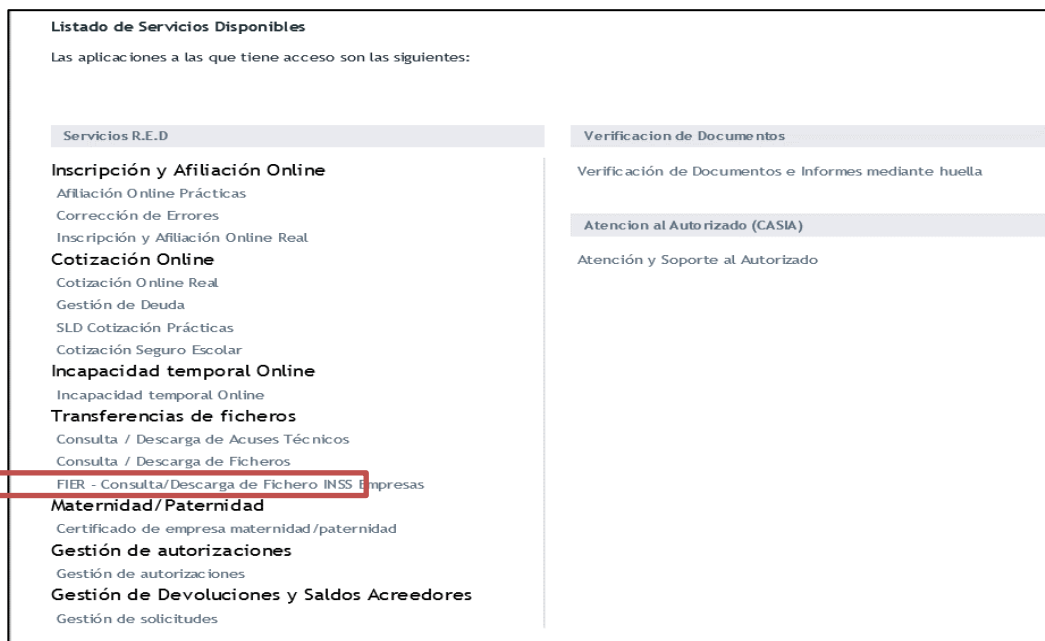 Listado de Servicios Disponibles
Las aplicaciones a las que tiene acceso son las siguientes:
Servicios R.E.D
Inscripción y Afiliación Online
Afiliación Online Prácticas
Corrección de Errores
Inscripción y Afiliación Online Real
Cotización Online
Cotización Online Real
Gestión de Deuda
SLD Cotización Prácticas
Cotización Seguro Escolar
Incapacidad temporal Online
Incapacidad temporal Online
Transferencias de ficheros
Consulta / Descarga de Acuses Técnicos
Consulta / Descarga de Ficheros
FIER - Consulta/Descarga de Fichero INSS Empresas
Maternidad/Paternidad
Certificado de empresa maternidad/paternidad
Gestión de autorizaciones
Gestión de autorizaciones
Gestión de Devoluciones y Saldos Acreedores
Gestión de solicitudes
Verificacion de Documentos
Verificación de Documentos e Informes mediante huella
Atencion al Autorizado (CASIA)
Atención y Soporte al Autorizado